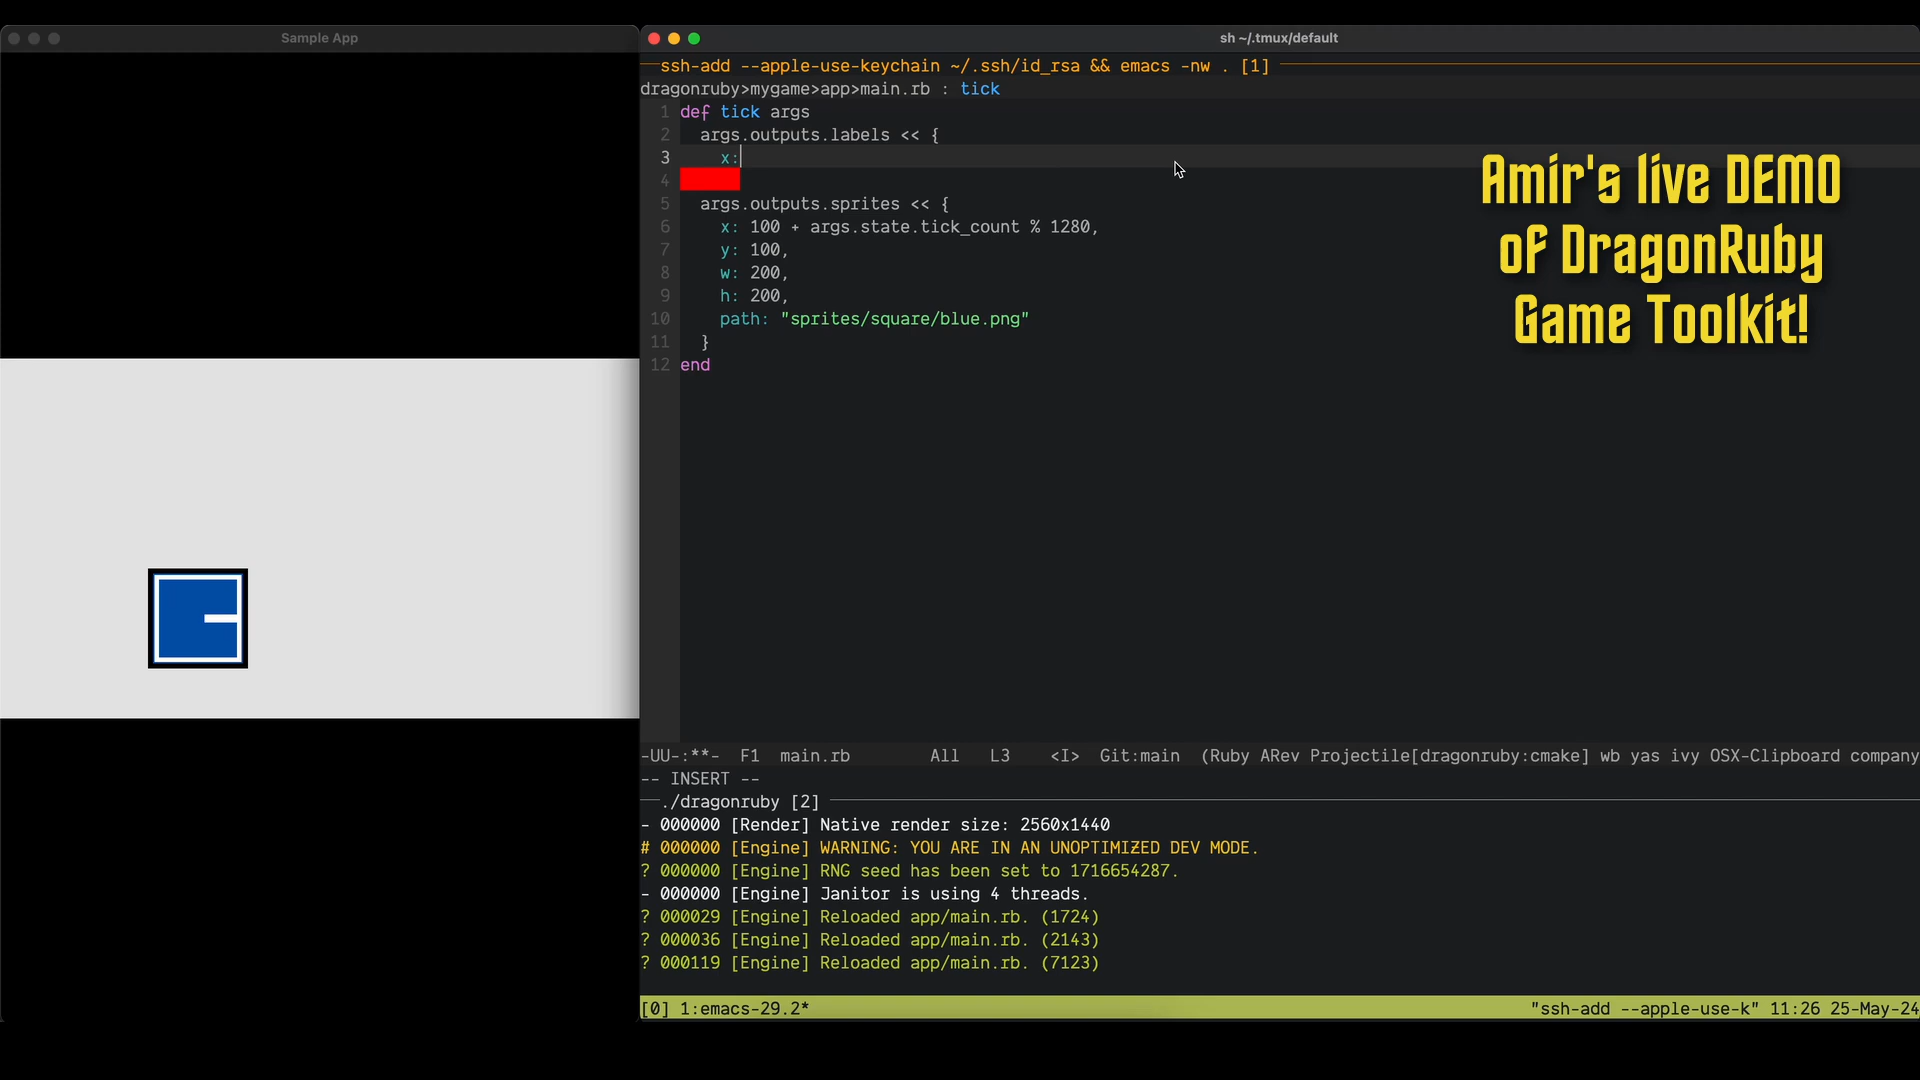 Sample App
sh ~/.tmux/default
ssh-add --apple-use-keychain ~/.ssh/id_rsa && emacs -nw . [1]
dragonruby>mygame>app>main.rb : tick
1 def tick args
2 args.outputs.labels << {
3 x:
4
5 args.outputs.sprites << {
6 x: 100 + args.state.tick_count % 1280,
7 y: 100,
8 w: 200,
9 h: 200,
10 path: "sprites/square/blue.png"
11 }
12 end
Amir's live DEMO
of DragonRuby
Game Toolkit!
-UU-:**- F1 main.rb All L3 <I> Git:main (Ruby ARev Projectile[dragonruby:cmake] wb yas ivy OSX-Clipboard company
-- INSERT --
./dragonruby [2]
- 000000 [Render] Native render size: 2560x1440
# 000000 [Engine] WARNING: YOU ARE IN AN UNOPTIMIZED DEV MODE.
? 000000 [Engine] RNG seed has been set to 1716654287.
- 000000 [Engine] Janitor is using 4 threads.
? 000029 [Engine] Reloaded app/main.rb. (1724)
? 000036 [Engine] Reloaded app/main.rb. (2143)
? 000119 [Engine] Reloaded app/main.rb. (7123)
[0] 1:emacs-29.2* "ssh-add --apple-use-k" 11:26 25-May-24